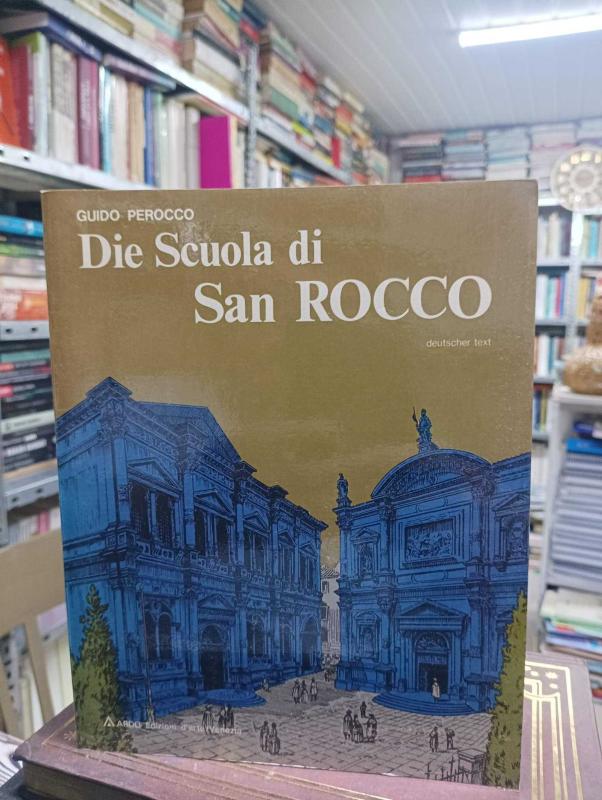 GUIDO PEROCCO
Die Scuola di
San ROCCO
deutscher text
ARDO Edizioni d'arte/Venezia